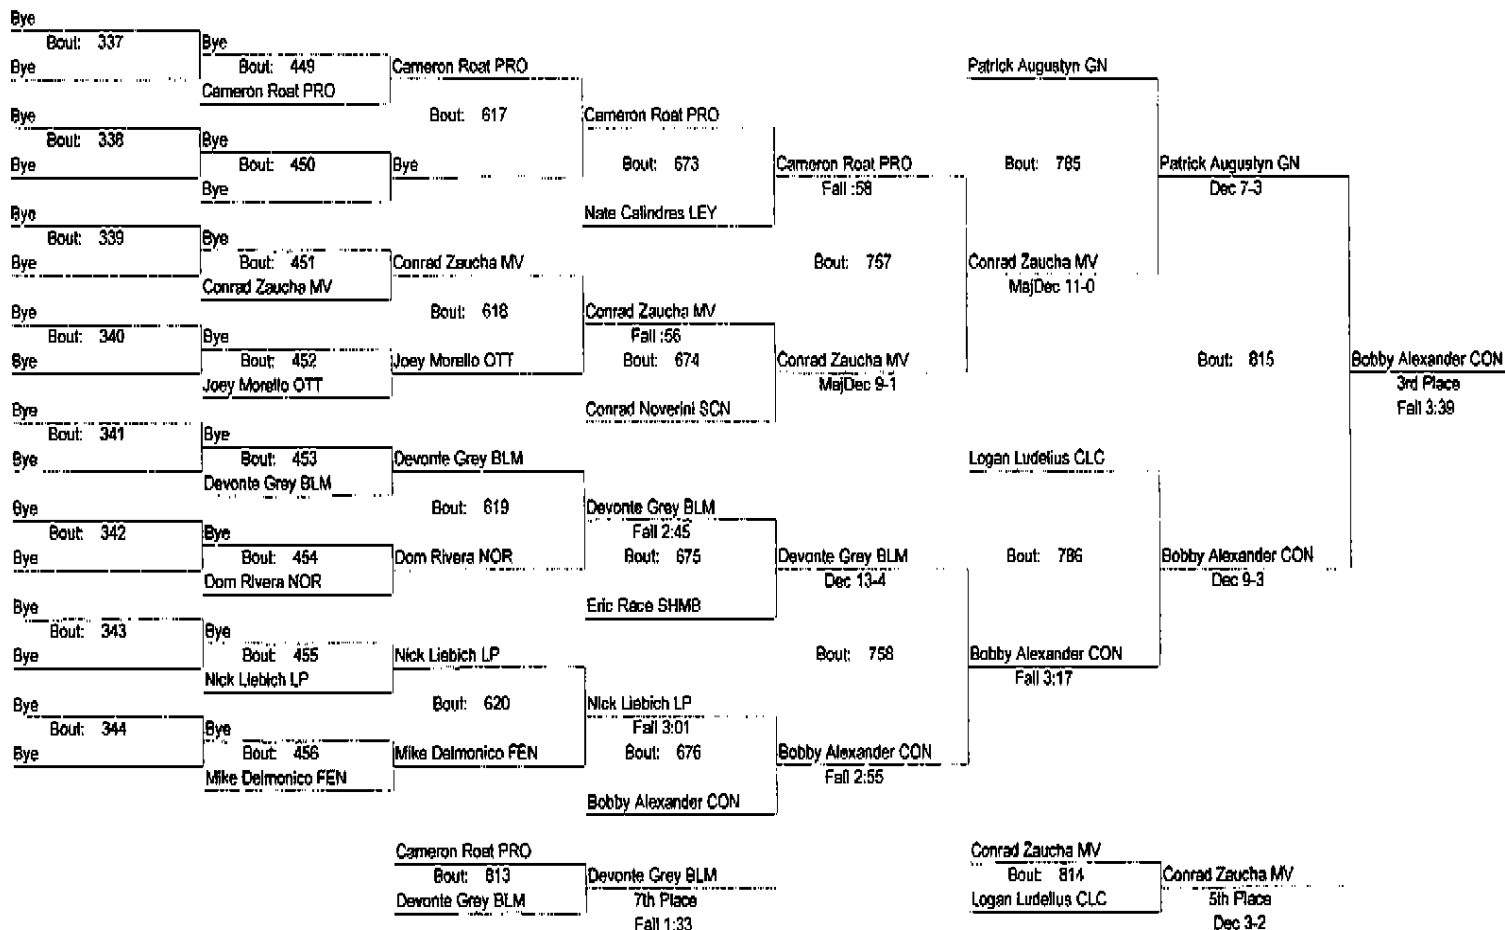 Bye
Bout: 337
Bye
Bye
Bout: 449
Cameron Roat PRO
Bye
Bout: 338
Bye
Bye
Bout: 450
Bye
Cameron Roat PRO
Bout: 617
Bye
Bye
Bout: 339
Bye
Bye
Bout: 451
Conrad Zaucha MV
Bye
Bout: 340
Bye
Bye
Bout: 452
Joey Morello OTT
Conrad Zaucha MV
Bout: 618
Joey Morello OTT
Bye
Bout: 341
Bye
Bye
Bout: 453
Devonte Grey BLM
Bye
Bout: 342
Bye
Bye
Bout: 454
Dom Rivera NOR
Devonte Grey BLM
Bout: 619
Dom Rivera NOR
Bye
Bout: 343
Bye
Bye
Bout: 455
Nick Liebich LP
Bye
Bout: 344
Bye
Bye
Bout: 456
Mike Delmonico FEN
Nick Liebich LP
Bout: 620
Mike Delmonico FEN
Cameron Roat PRO
Bout: 673
Nate Calindres LEY
Conrad Zaucha MV
Fall :56
Bout: 674
Conrad Noverini SCN
Devonte Grey BLM
Fall 2:45
Bout: 675
Eric Race SHMB
Nick Liebich LP
Fall 3:01
Bout: 676
Bobby Alexander CON
Cameron Roat PRO
Fall :58
Bout: 757
Conrad Zaucha MV
MajDec 9-1
Devonte Grey BLM
Dec 13-4
Bout: 758
Bobby Alexander CON
Fall 2:55
Patrick Augustyn GN
Bout: 785
Conrad Zaucha MV
MajDec 11-0
Logan Ludelius CLC
Bout: 786
Bobby Alexander CON
Fall 3:17
Patrick Augustyn GN
Dec 7-3
Bout: 815
Bobby Alexander CON
Dec 9-3
Bobby Alexander CON
3rd Place
Fall 3:39
Cameron Roat PRO
Bout: 813
Devonte Grey BLM
Devonte Grey BLM
7th Place
Fall 1:33
Conrad Zaucha MV
Bout: 814
Logan Ludelius CLC
Conrad Zaucha MV
5th Place
Dec 3-2